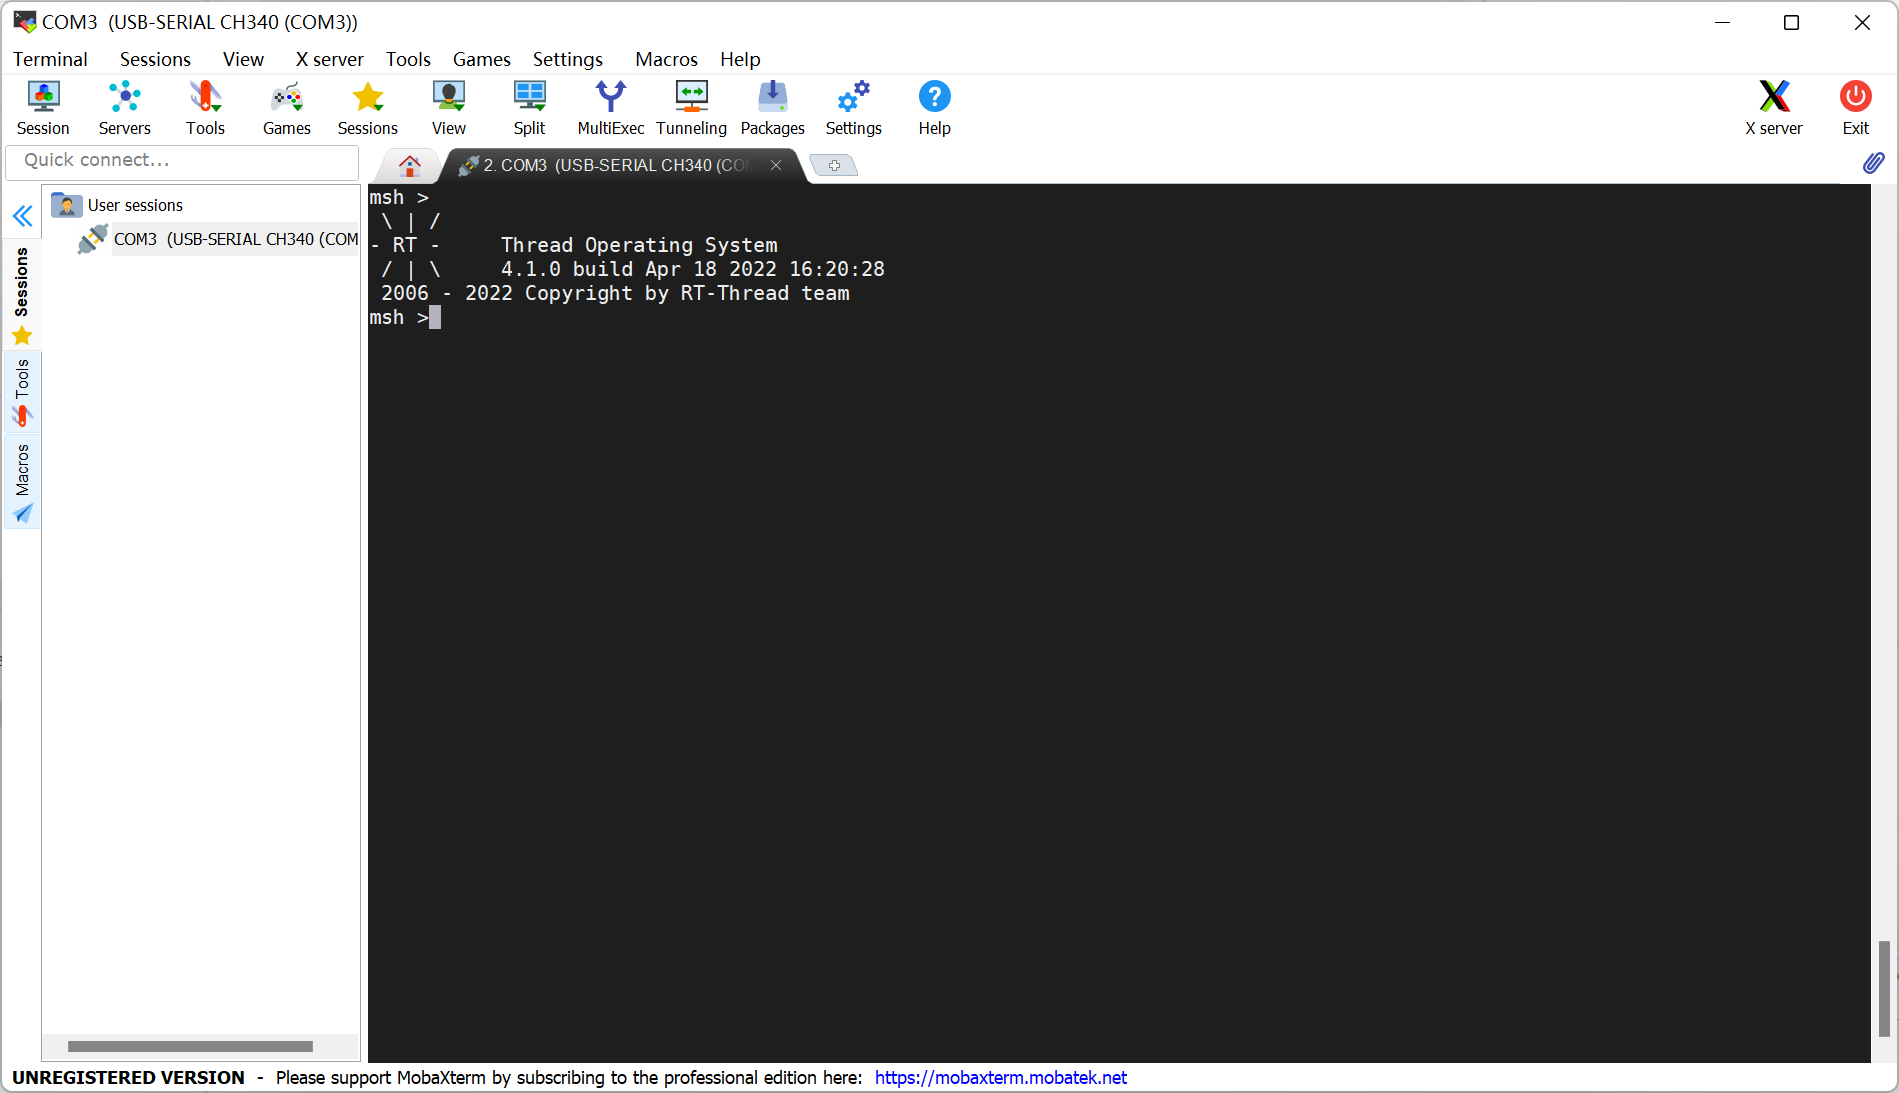 COM3  (USB-SERIAL CH340 (COM3))
Terminal Sessions View X server Tools Games Settings Macros Help
Session Servers Tools Games Sessions View Split MultiExec Tunneling Packages Settings Help X server Exit
Quick connect...
2. COM3  (USB-SERIAL CH340 (COM
User sessions
COM3  (USB-SERIAL CH340 (COM
Sessions
Tools
Macros
msh >
 \ | /
- RT -     Thread Operating System
 / | \     4.1.0 build Apr 18 2022 16:20:28
 2006 - 2022 Copyright by RT-Thread team
msh >
UNREGISTERED VERSION  -  Please support MobaXterm by subscribing to the professional edition here:  https://mobaxterm.mobatek.net